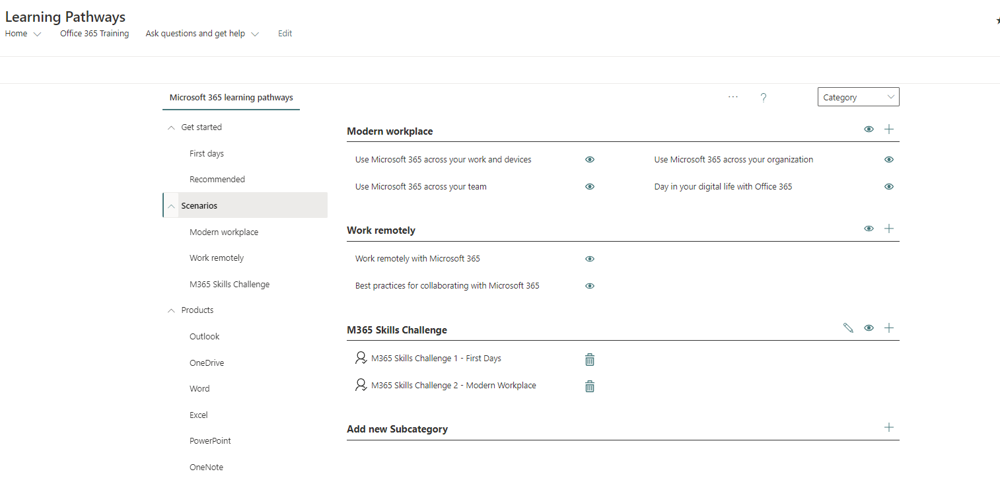 Learning Pathways
Home Office 365 Training Ask questions and get help Edit
Microsoft 365 learning pathways
... ? Category
Get started
First days
Recommended
Scenarios
Modern workplace
Work remotely
M365 Skills Challenge
Products
Outlook
OneDrive
Word
Excel
PowerPoint
OneNote
Modern workplace
Use Microsoft 365 across your work and devices
Use Microsoft 365 across your organization
Use Microsoft 365 across your team
Day in your digital life with Office 365
Work remotely
Work remotely with Microsoft 365
Best practices for collaborating with Microsoft 365
M365 Skills Challenge
M365 Skills Challenge 1 - First Days
M365 Skills Challenge 2 - Modern Workplace
Add new Subcategory